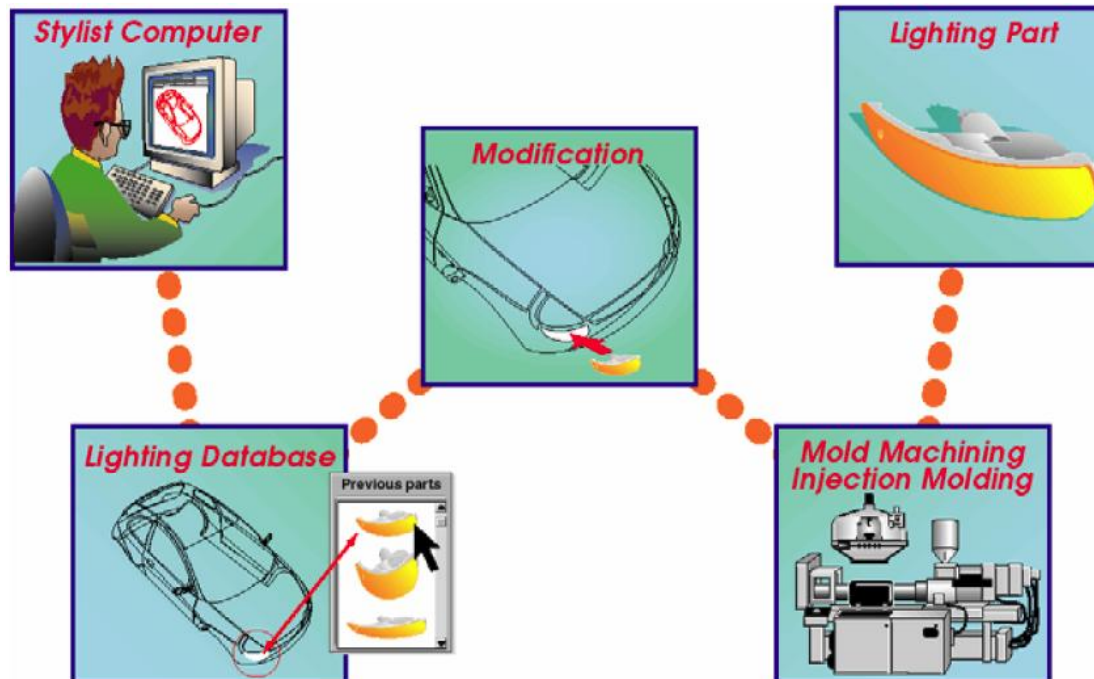 Stylist Computer
Lighting Part
Modification
Lighting Database
Previous parts
Mold Machining
Injection Molding